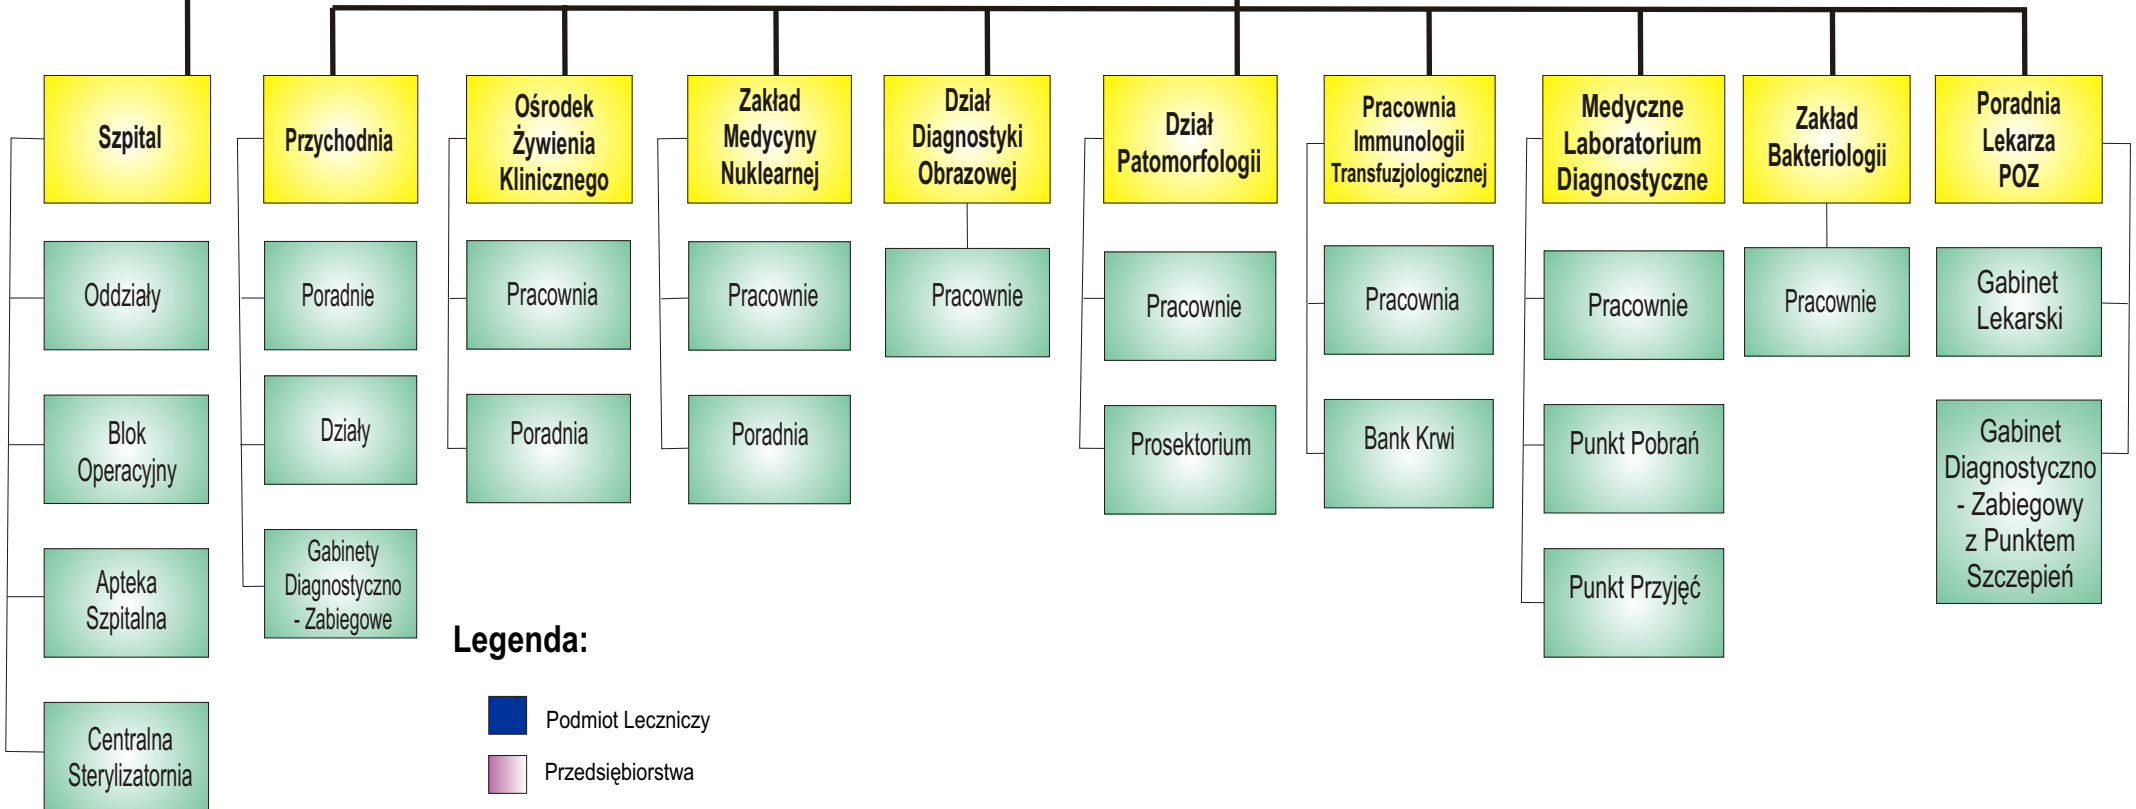 Szpital
Przychodnia
Ośrodek
Żywienia
Klinicznego
Zakład
Medycyny
Nuklearnej
Dział
Diagnostyki
Obrazowej
Dział
Patomorfologii
Pracownia
Immunologii
Transfuzjologicznej
Medyczne
Laboratorium
Diagnostyczne
Zakład
Bakteriologii
Poradnia
Lekarza
POZ
Oddziały
Poradnie
Pracownia
Pracownie
Pracownie
Pracownie
Pracownia
Pracownie
Pracownie
Gabinet
Lekarski
Blok
Operacyjny
Działy
Poradnia
Poradnia
Prosektorium
Bank Krwi
Punkt Pobrań
Gabinet
Diagnostyczno
- Zabiegowy
z Punktem
Szczepień
Apteka
Szpitalna
Gabinety
Diagnostyczno
- Zabiegowe
Punkt Przyjęć
Centralna
Sterylizatornia
Legenda:
Podmiot Leczniczy
Przedsiębiorstwa